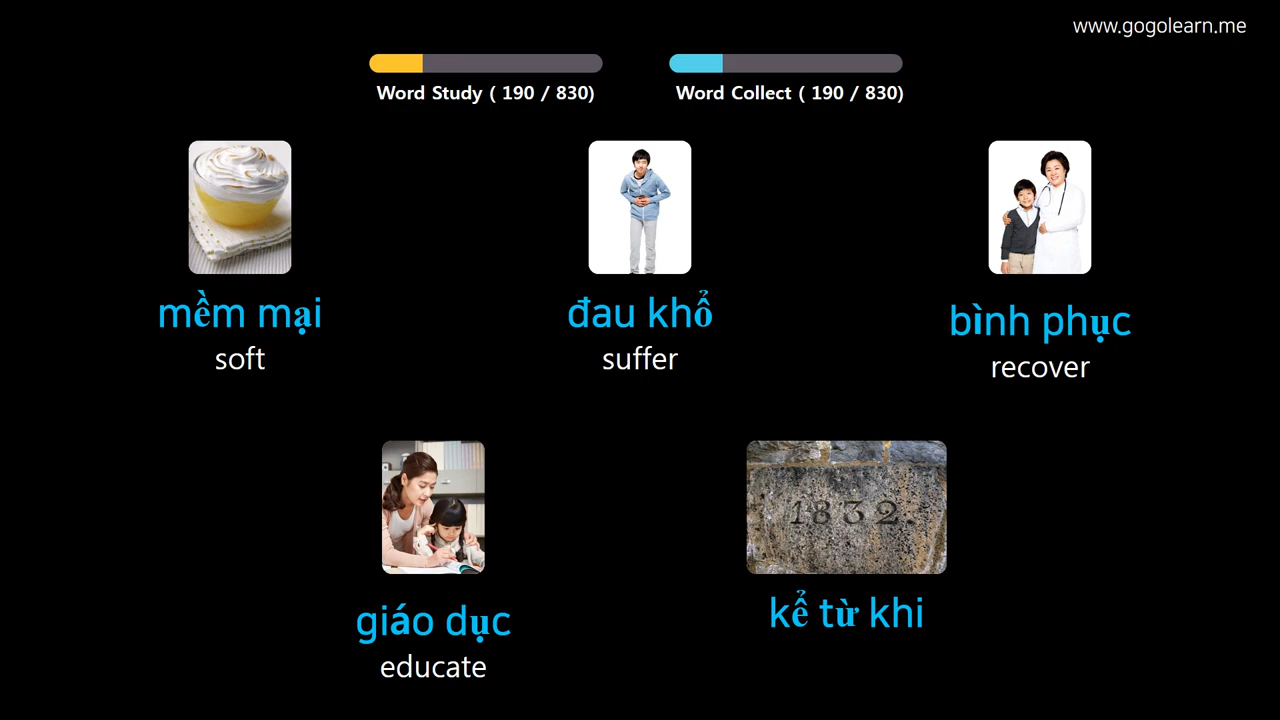 www.gogolearn.me
Word Study ( 190 / 830)
Word Collect ( 190 / 830)
mềm mại
soft
đau khổ
suffer
bình phục
recover
1832.
giáo dục
educate
kể từ khi